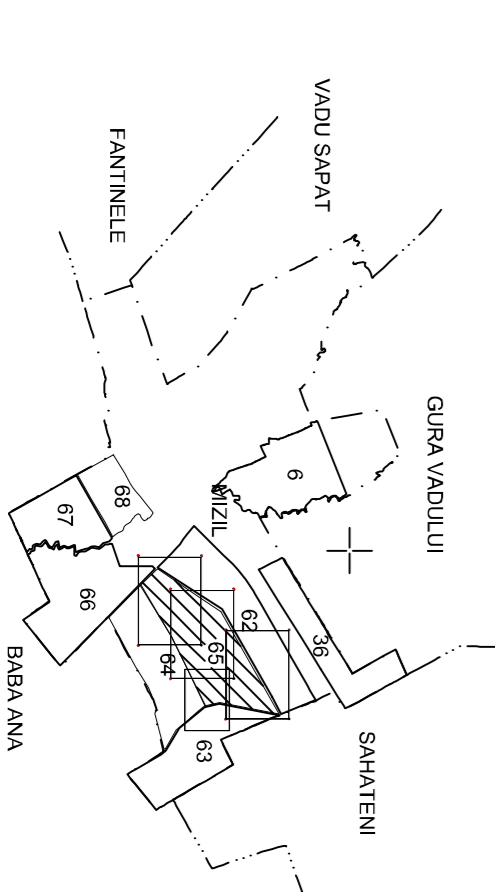 VADU SAPAT
FANTINELE
GURA VADULUI
6
MIZIL
68
67
66
62
36
65
64
63
BABA ANA
SAHATENI